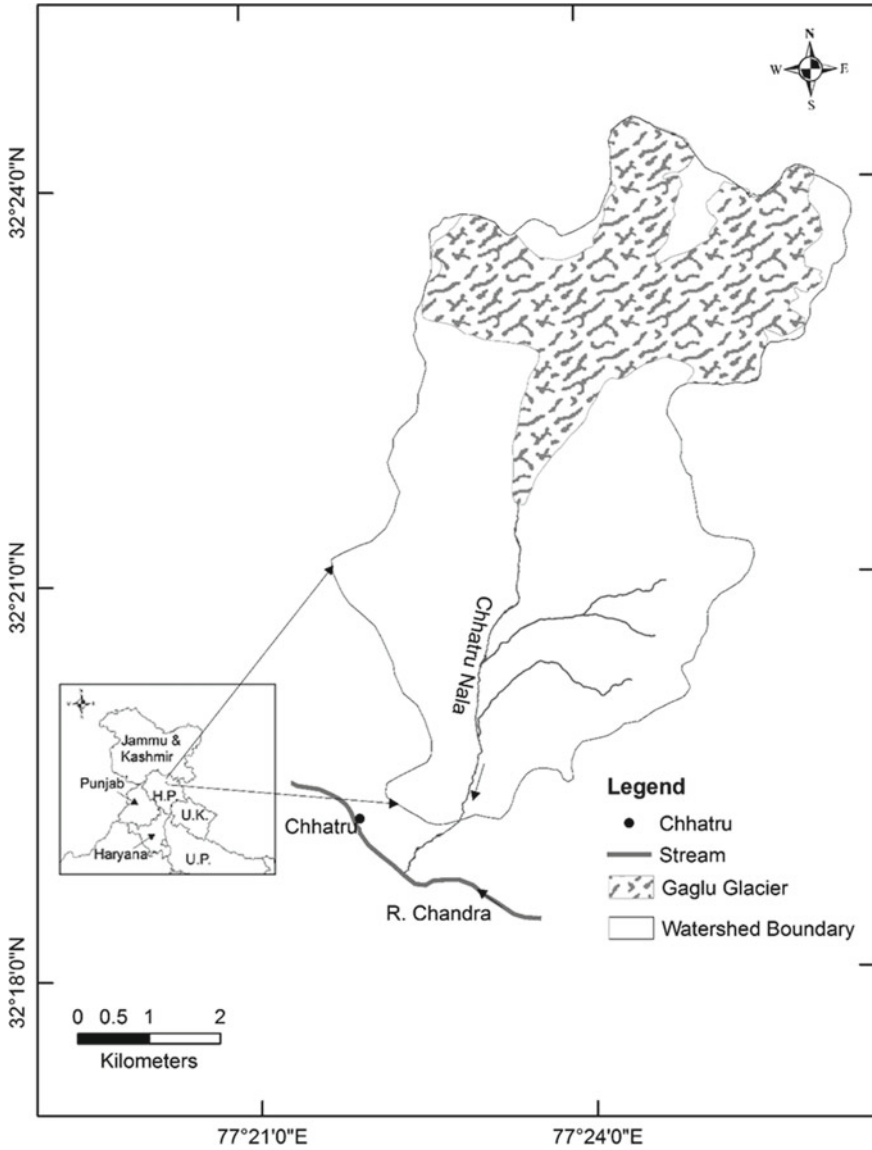 N
W E
S
32°24'0"N
32°21'0"N
32°18'0"N
Chhatru Nala
Jammu &
Kashmir
Punjab
H.P.
U.K.
Haryana
U.P.
Chhatru
R. Chandra
Legend
Chhatru
Stream
Gaglu Glacier
Watershed Boundary
0 0.5 1 2
Kilometers
77°21'0"E 77°24'0"E